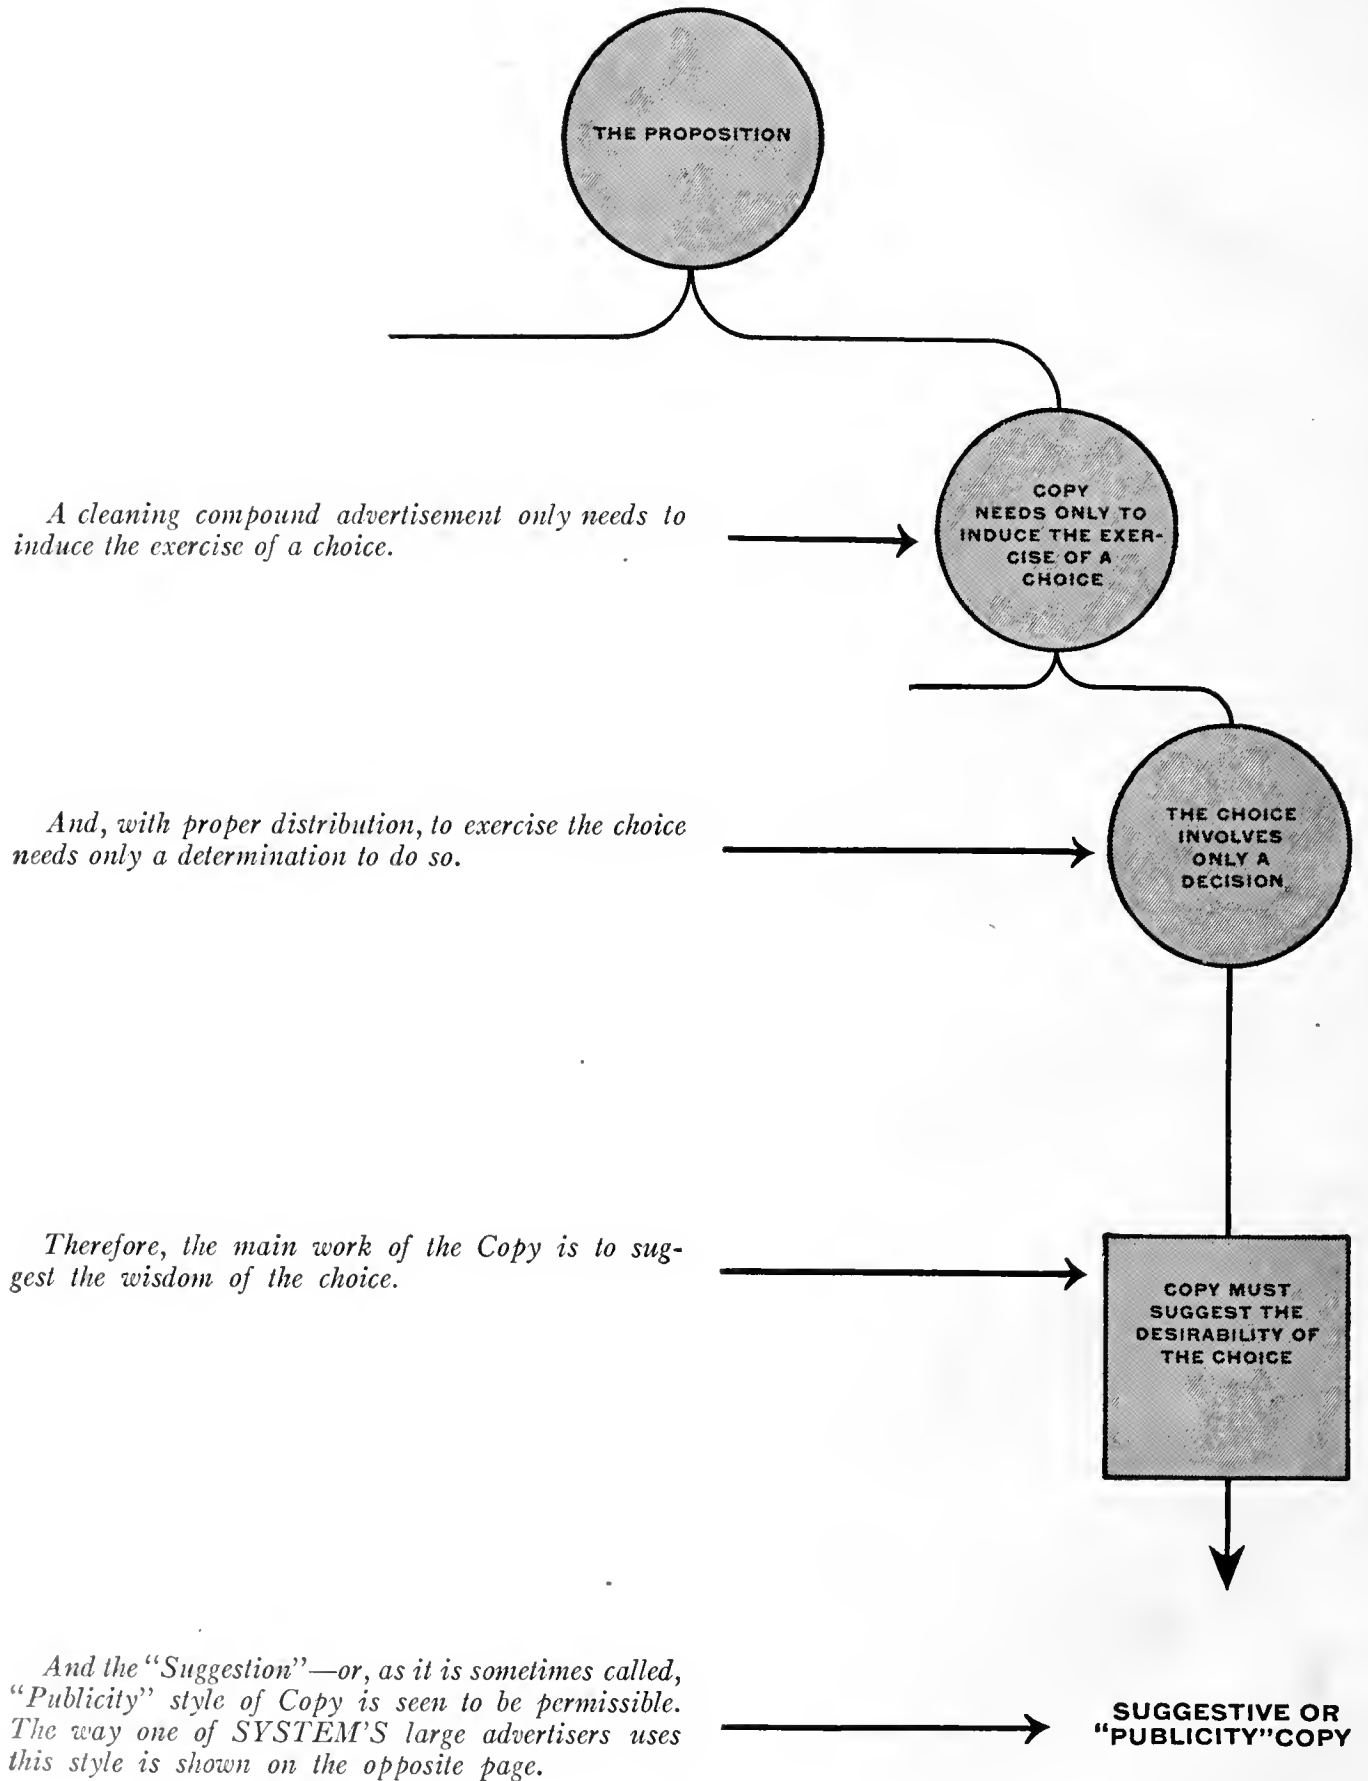 THE PROPOSITION
A cleaning compound advertisement only needs to
induce the exercise of a choice.
COPY
NEEDS ONLY TO
INDUCE THE EXER-
CISE OF A
CHOICE
And, with proper distribution, to exercise the choice
needs only a determination to do so.
THE CHOICE
INVOLVES
ONLY A
DECISION
Therefore, the main work of the Copy is to sug-
gest the wisdom of the choice.
COPY MUST
SUGGEST THE
DESIRABILITY OF
THE CHOICE
And the "Suggestion"—or, as it is sometimes called,
"Publicity" style of Copy is seen to be permissible.
The way one of SYSTEM'S large advertisers uses
this style is shown on the opposite page.
SUGGESTIVE OR
"PUBLICITY" COPY